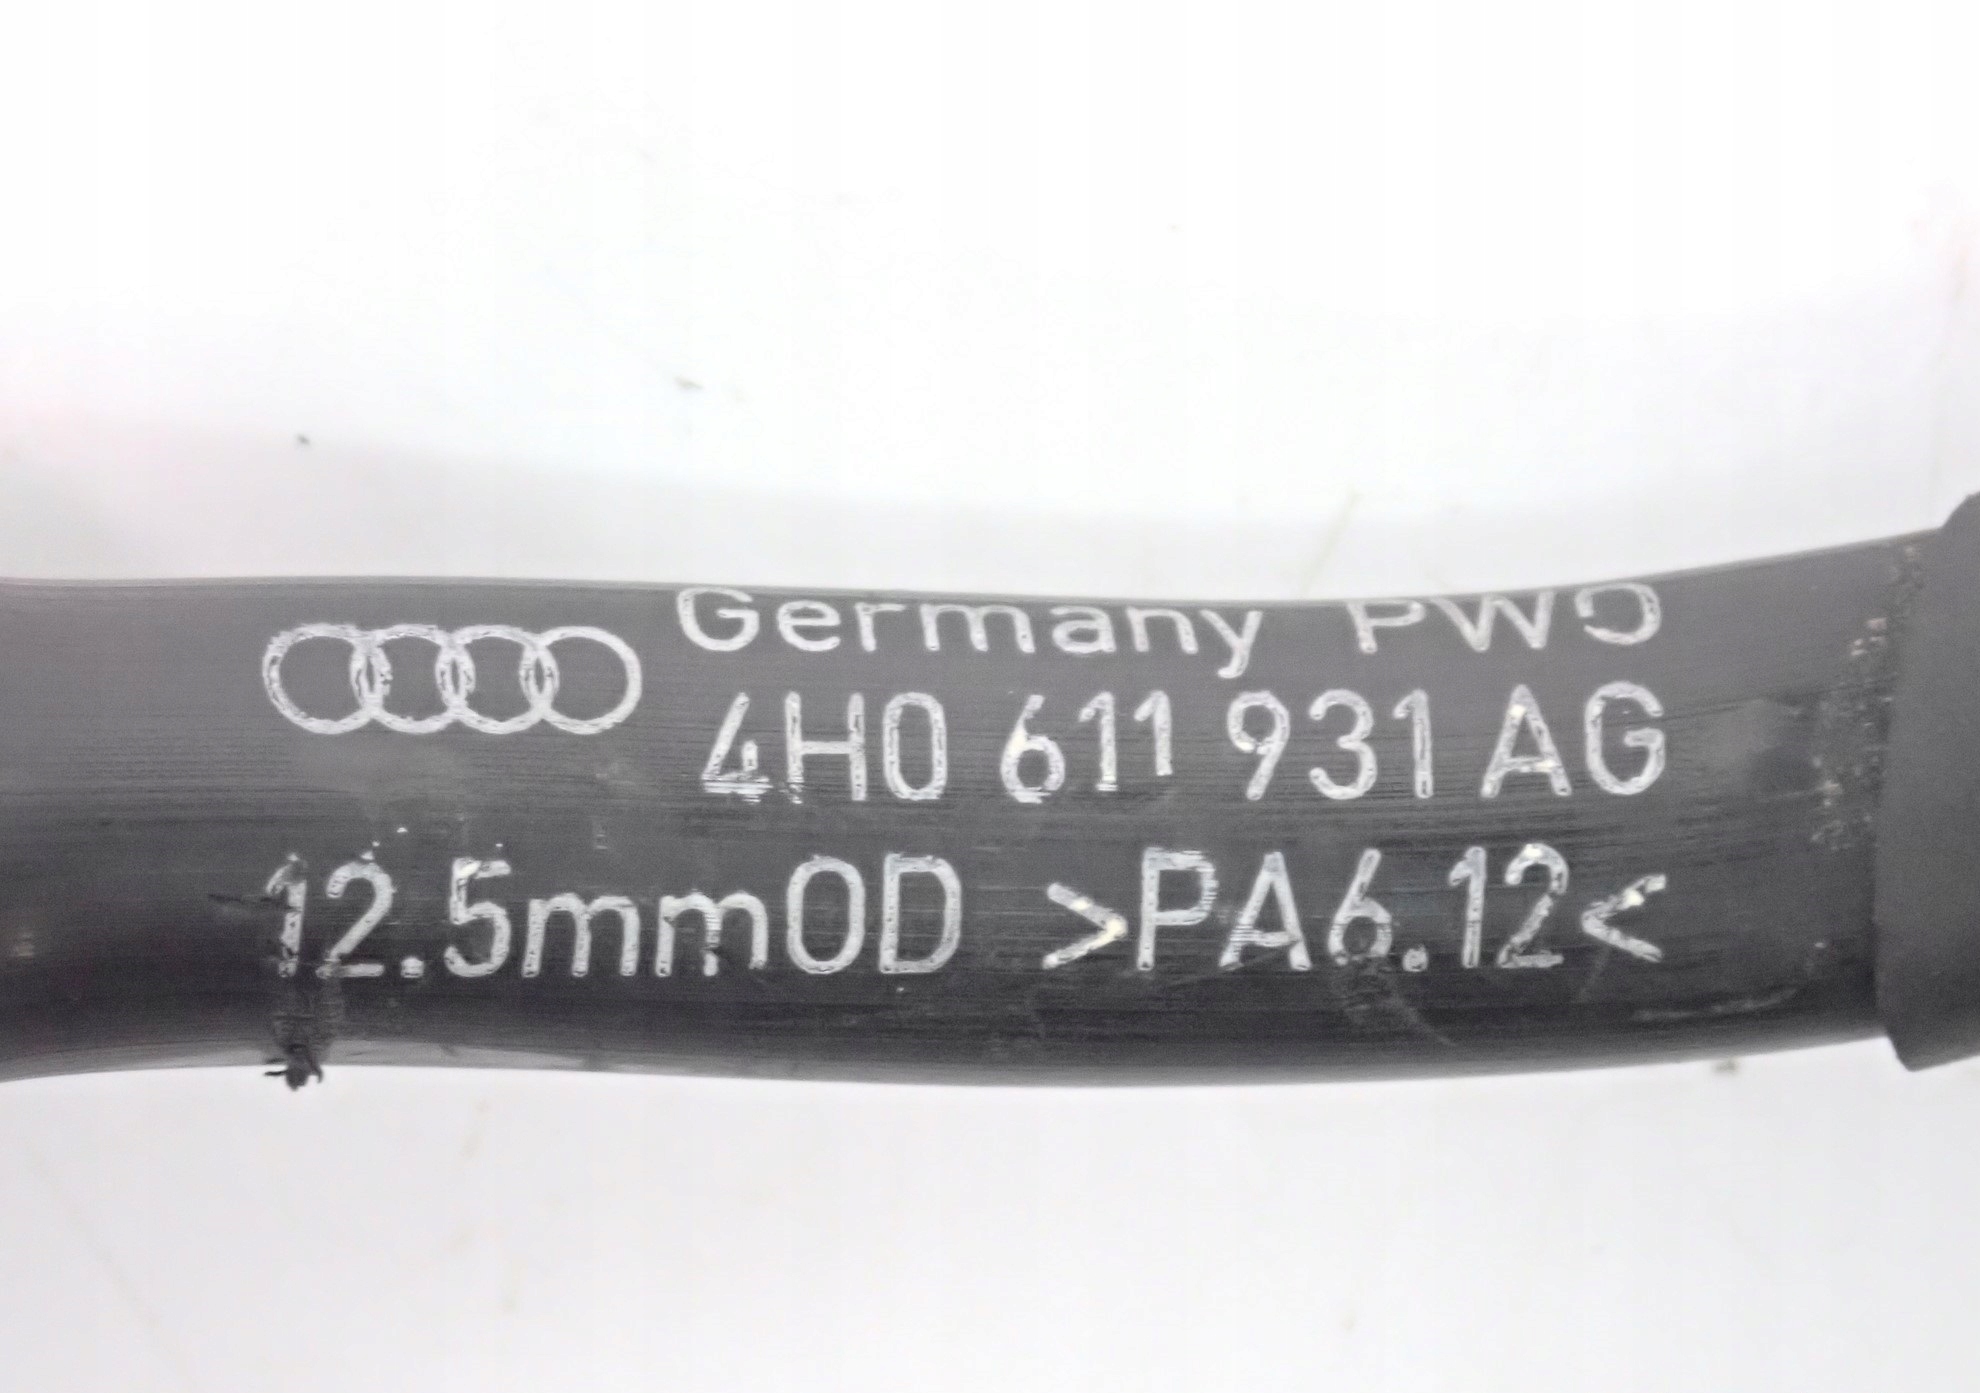 Germany PWO
4H0 611 931 AG
12.5mmOD >PA6.12<